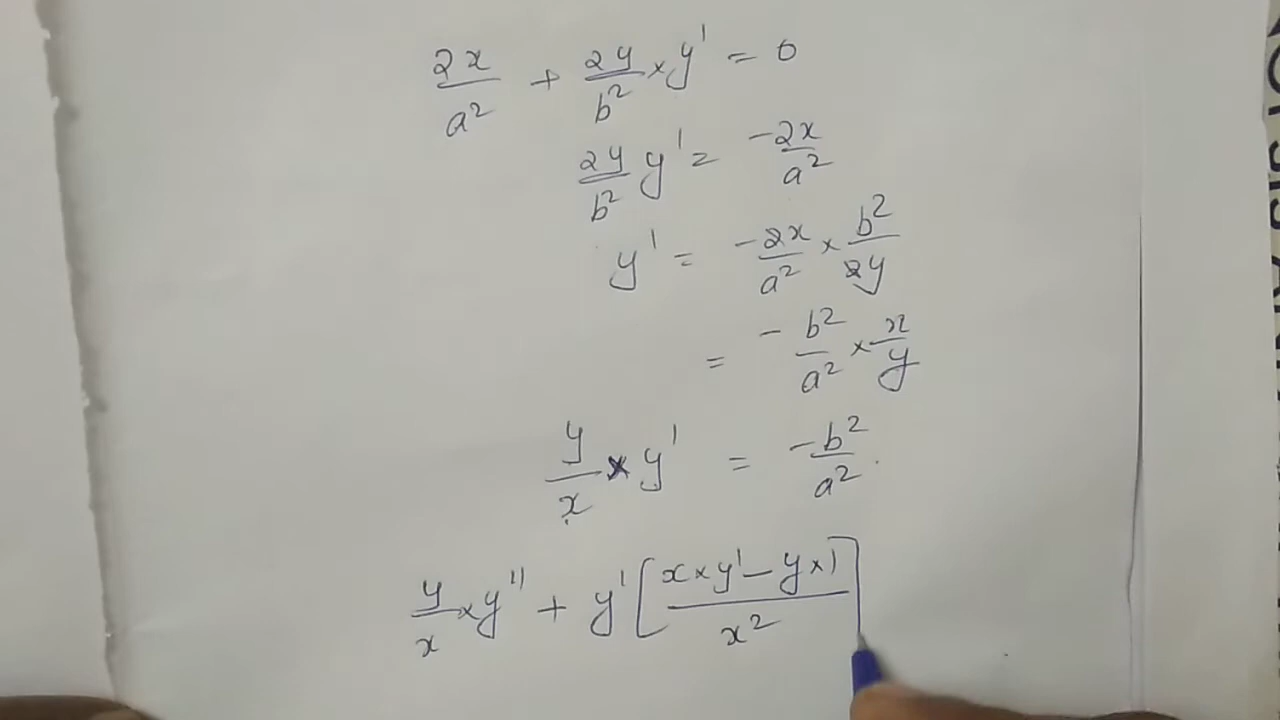 2x/a² + 2y/b² × y' = 0
2y/b² y' = -2x/a²
y' = -2x/a² × b²/2y
= -b²/a² × x/y
y/x × y' = -b²/a².
y/x × y'' + y' [(x × y' - y × 1)/x²]